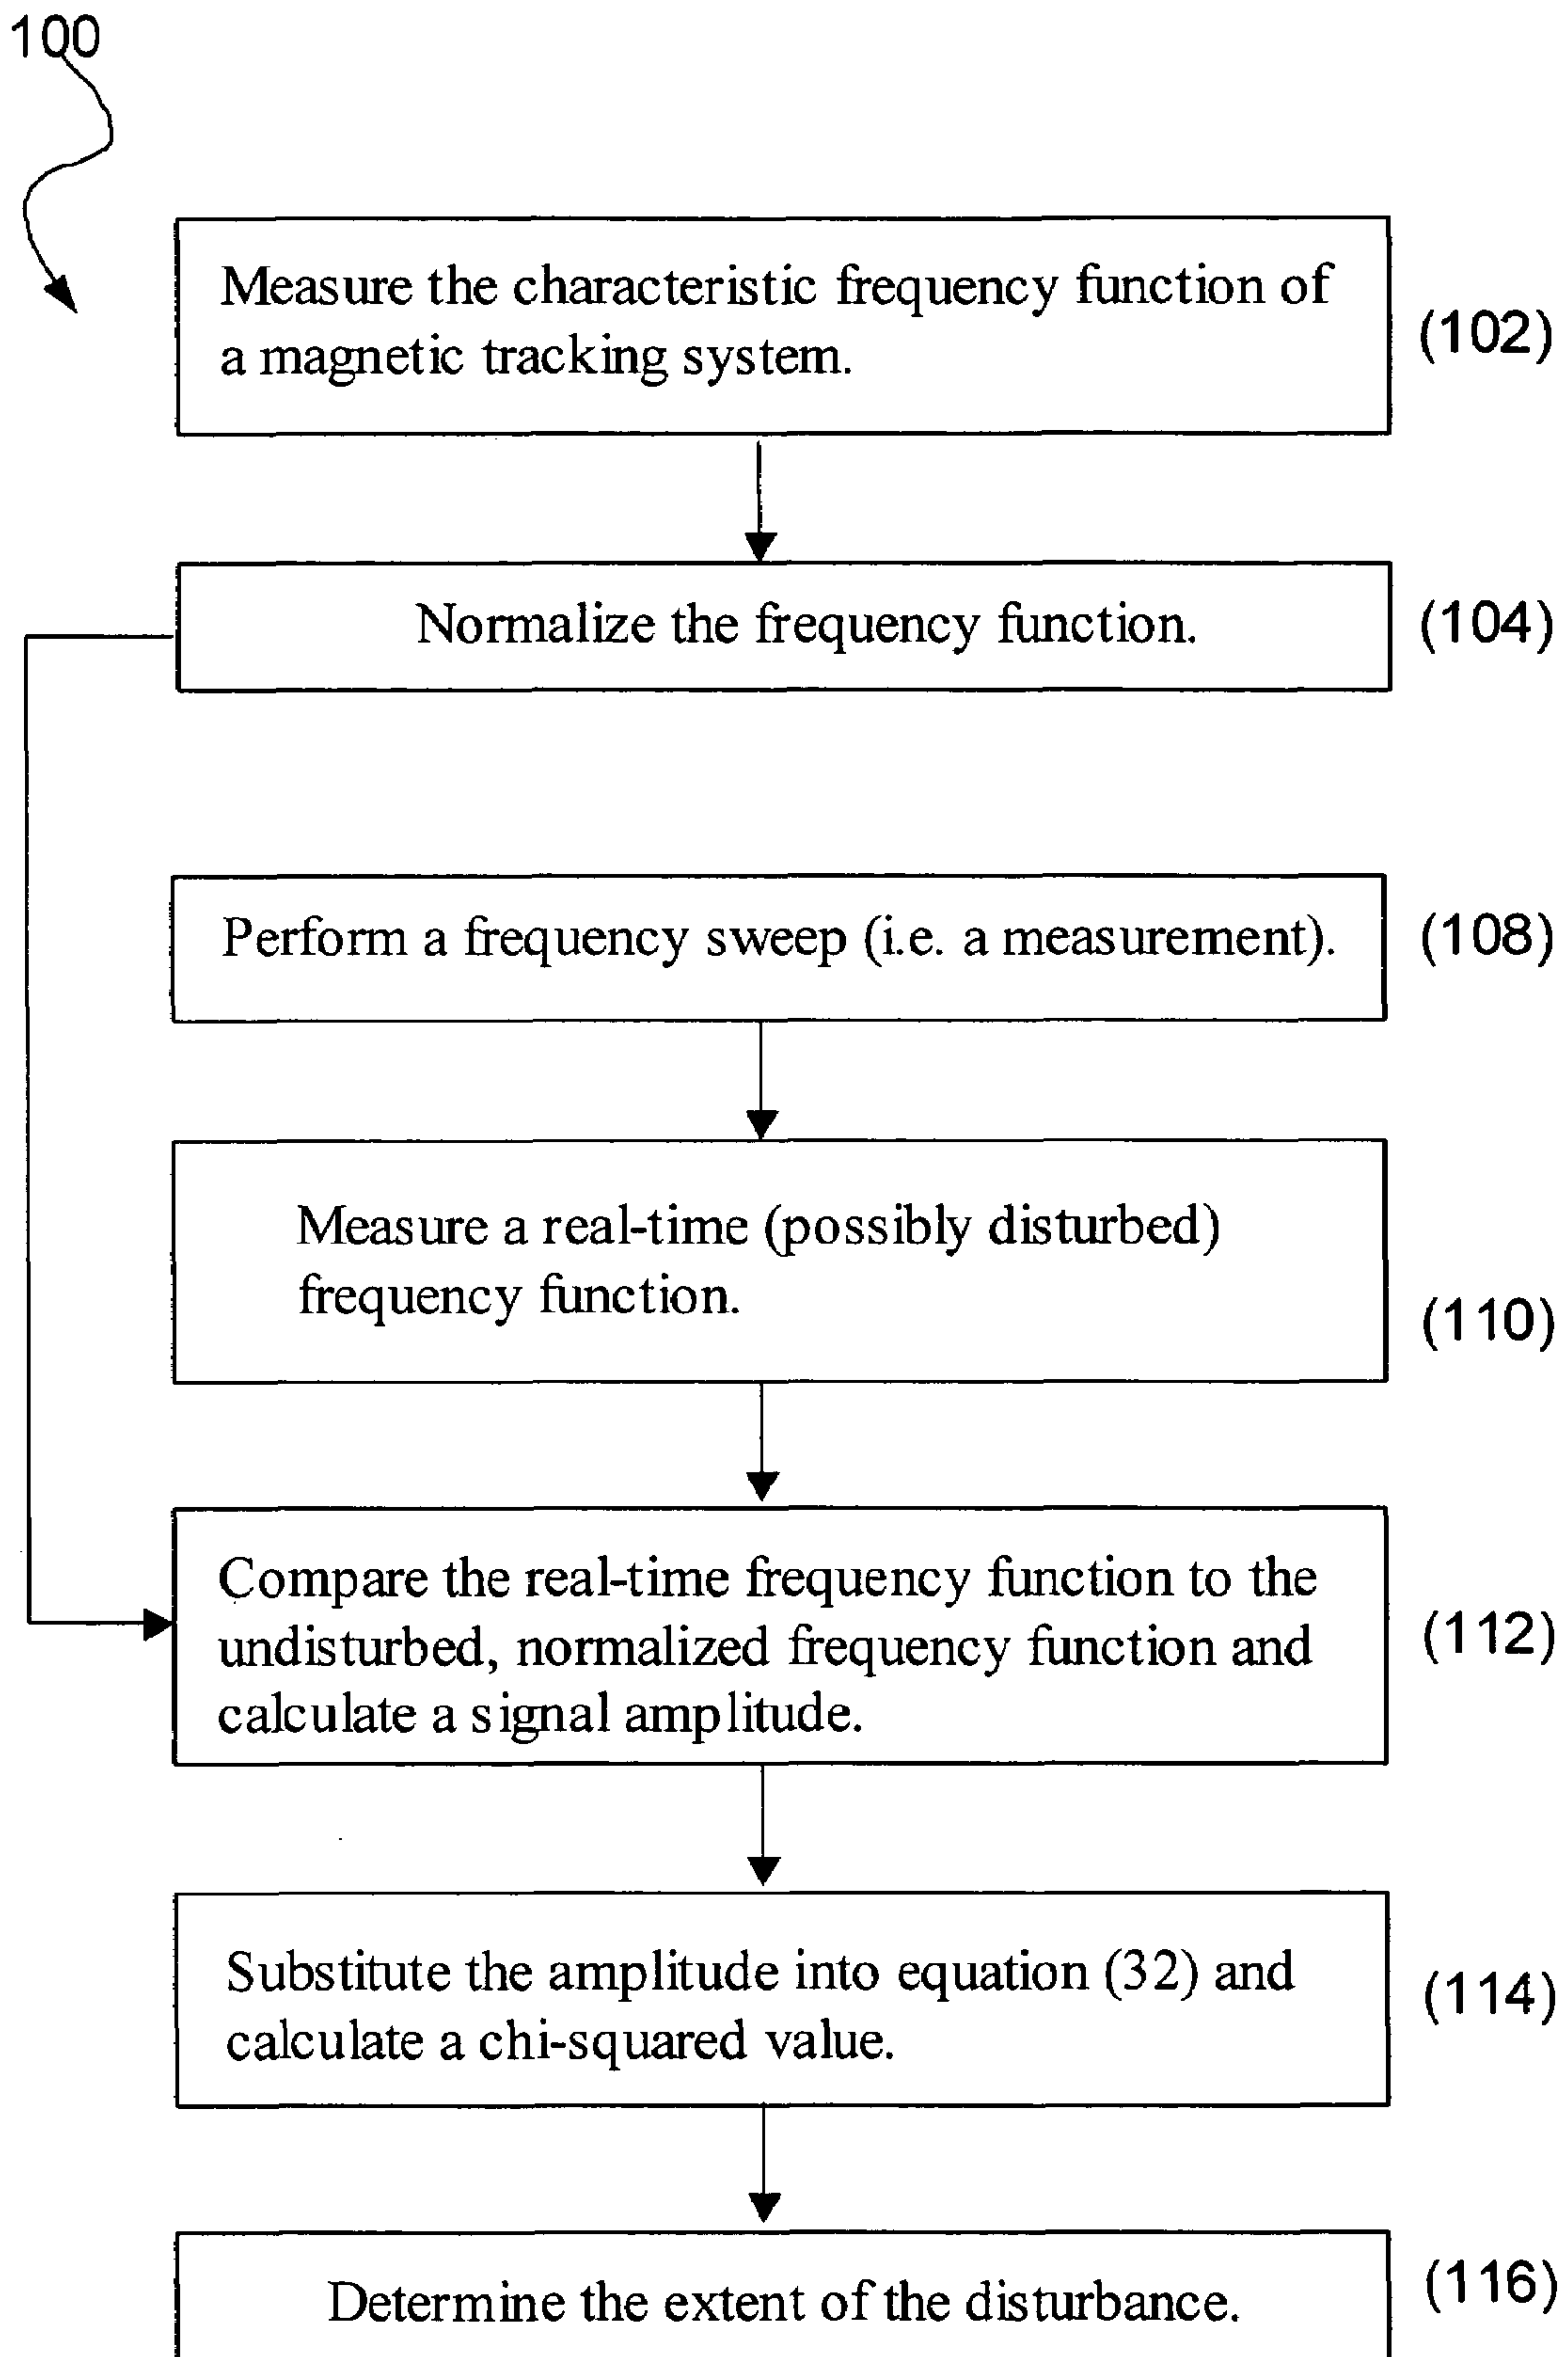 100
Measure the characteristic frequency function of
a magnetic tracking system.
(102)
Normalize the frequency function.
(104)
Perform a frequency sweep (i.e. a measurement).
(108)
Measure a real-time (possibly disturbed)
frequency function.
(110)
Compare the real-time frequency function to the
undisturbed, normalized frequency function and
calculate a signal amplitude.
(112)
Substitute the amplitude into equation (32) and
calculate a chi-squared value.
(114)
Determine the extent of the disturbance.
(116)